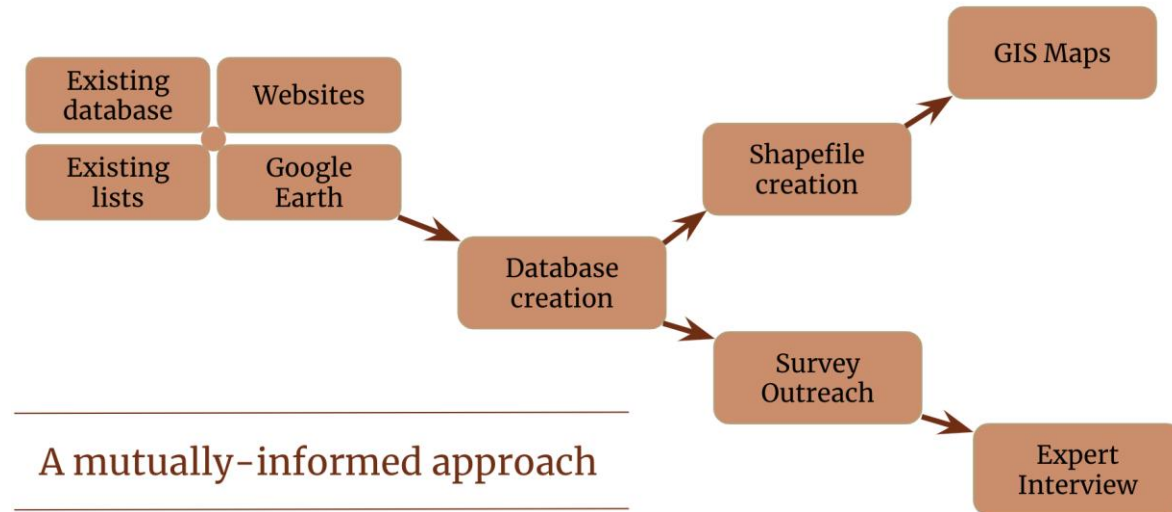 Existing
database
Websites
Existing
lists
Google
Earth
Database
creation
Shapefile
creation
GIS Maps
Survey
Outreach
Expert
Interview
A mutually-informed approach